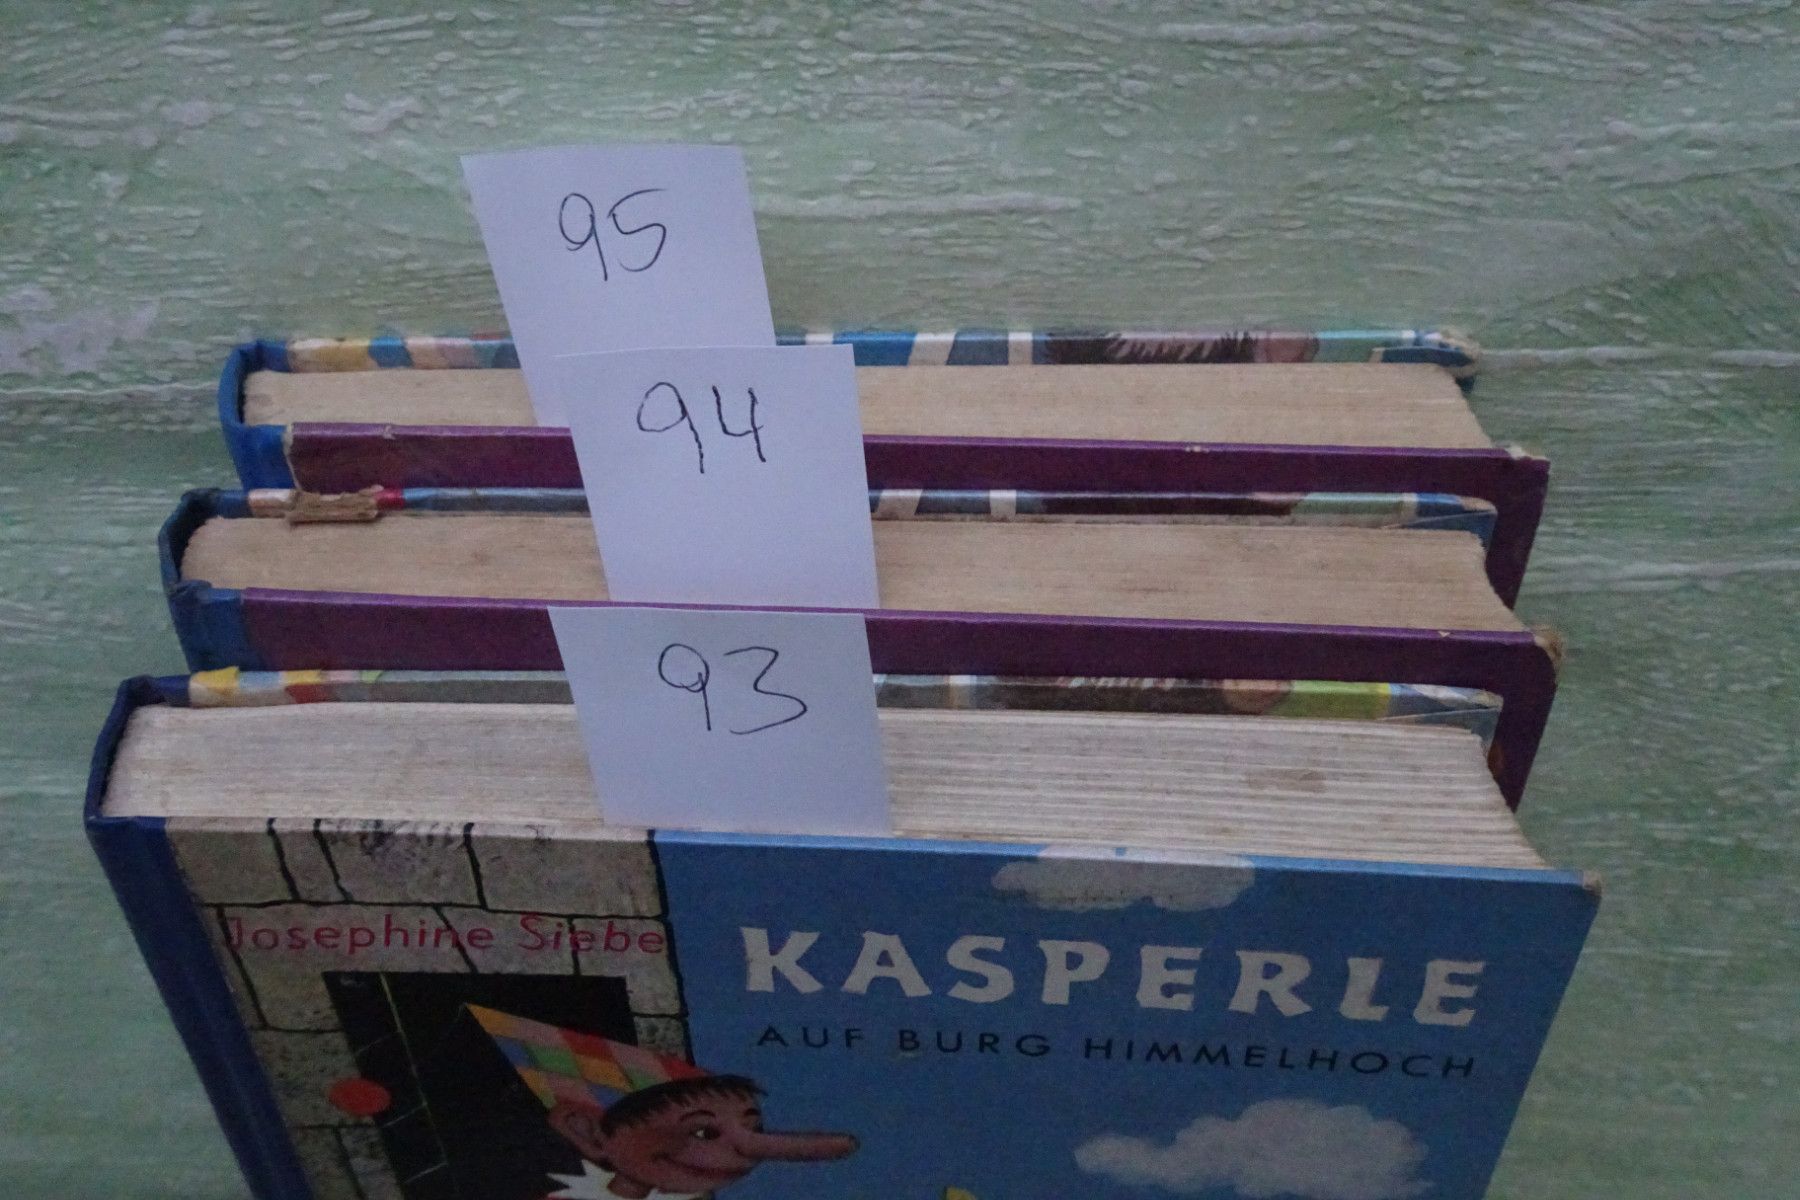 95
94
93
Josephine Siebe
KASPERLE
AUF BURG HIMMELHOCH